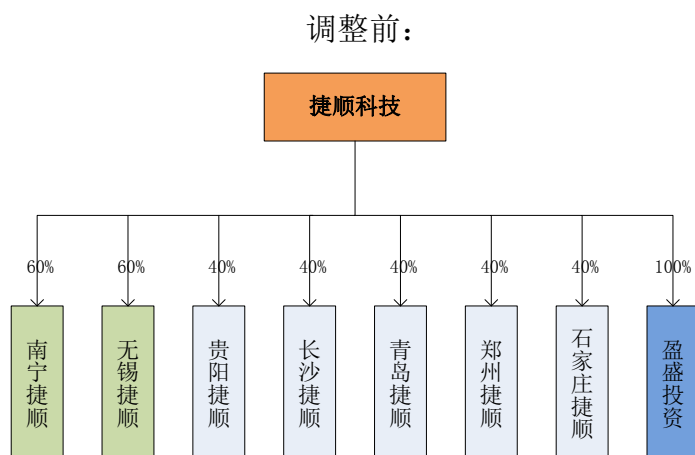 调整前：
捷顺科技
60%
60%
40%
40%
40%
40%
40%
100%
南宁捷顺
无锡捷顺
贵阳捷顺
长沙捷顺
青岛捷顺
郑州捷顺
石家庄捷顺
盈盛投资